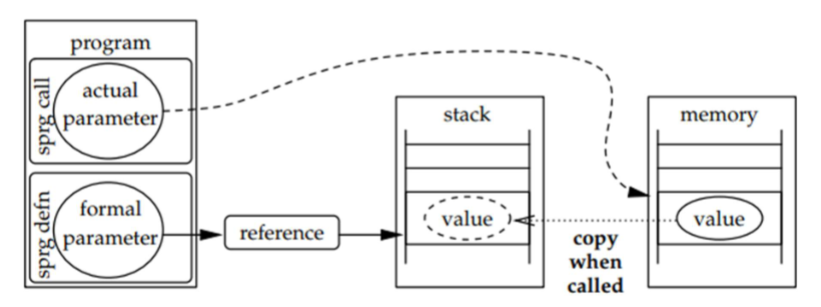 program
sprg call
actual
parameter
sprg defn
formal
parameter
reference
stack
value
memory
value
copy
when
called